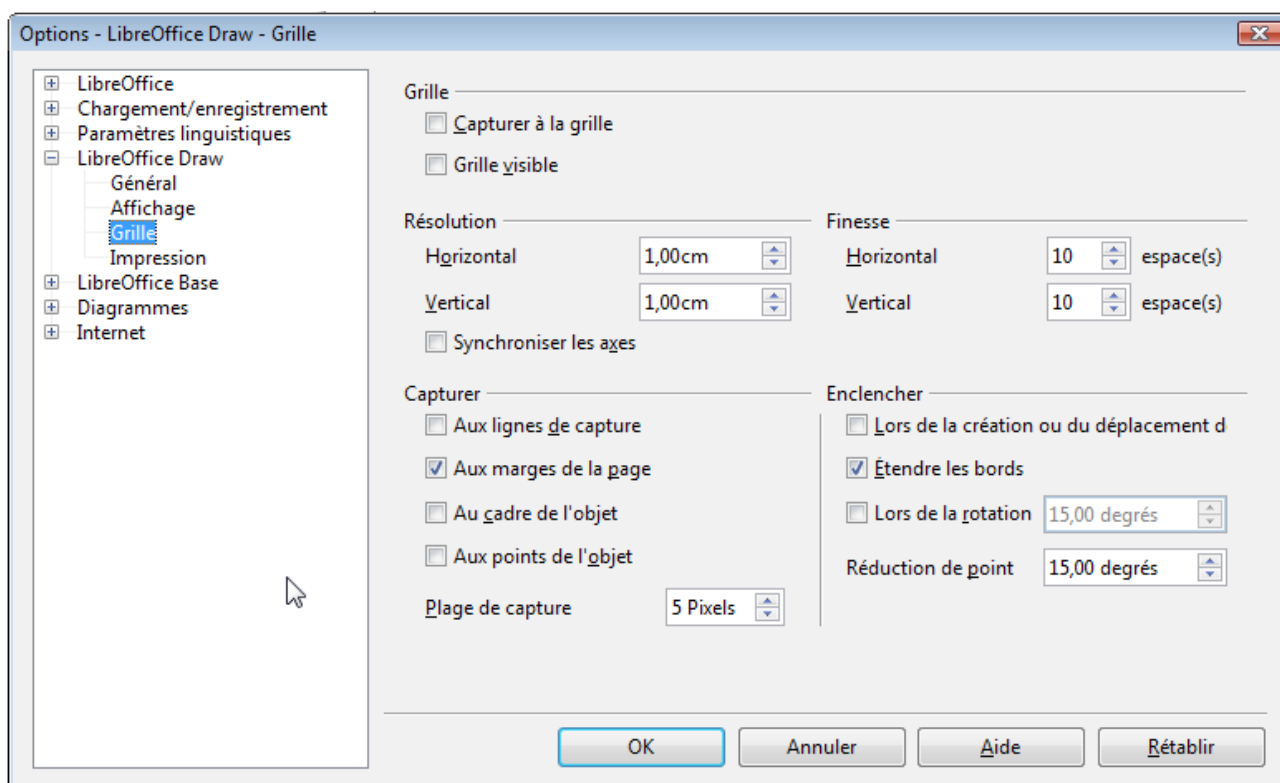 Options - LibreOffice Draw - Grille
LibreOffice
Chargement/enregistrement
Paramètres linguistiques
LibreOffice Draw
Général
Affichage
Grille
Impression
LibreOffice Base
Diagrammes
Internet
Grille
Capturer à la grille
Grille visible
Résolution
Horizontal 1,00cm
Vertical 1,00cm
Synchroniser les axes
Finesse
Horizontal 10 espace(s)
Vertical 10 espace(s)
Capturer
Aux lignes de capture
Aux marges de la page
Au cadre de l'objet
Aux points de l'objet
Plage de capture 5 Pixels
Enclencher
Lors de la création ou du déplacement d
Étendre les bords
Lors de la rotation 15,00 degrés
Réduction de point 15,00 degrés
OK Annuler Aide Rétablir